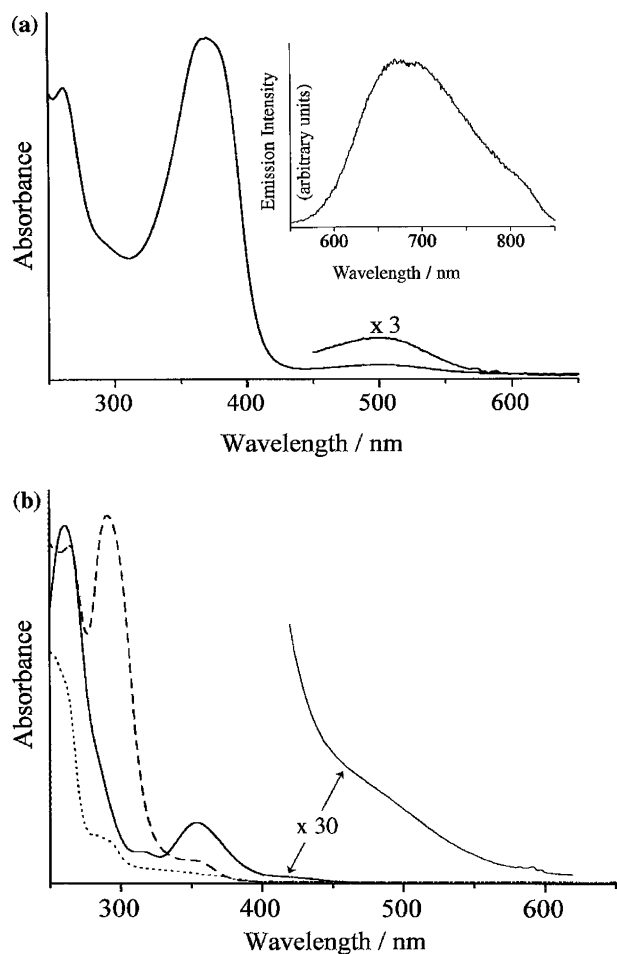 (a)
Absorbance
Emission Intensity
(arbitrary units)
600
700
800
Wavelength / nm
x 3
300
400
500
600
Wavelength / nm
(b)
Absorbance
x 30
300
400
500
600
Wavelength / nm